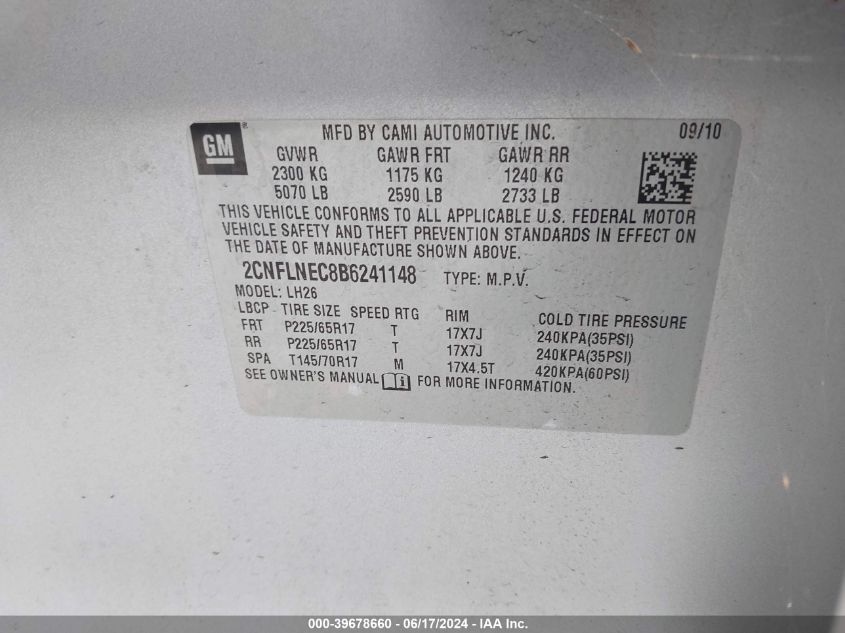 GM ® MFD BY CAMI AUTOMOTIVE INC. 09/10
GVWR GAWR FRT GAWR RR
2300 KG 1175 KG 1240 KG
5070 LB 2590 LB 2733 LB
THIS VEHICLE CONFORMS TO ALL APPLICABLE U.S. FEDERAL MOTOR
VEHICLE SAFETY AND THEFT PREVENTION STANDARDS IN EFFECT ON
THE DATE OF MANUFACTURE SHOWN ABOVE.
2CNFLNEC8B6241148 TYPE: M.P.V.
MODEL: LH26
LBCP TIRE SIZE SPEED RTG RIM COLD TIRE PRESSURE
FRT P225/65R17 T 17X7J 240KPA(35PSI)
RR P225/65R17 T 17X7J 240KPA(35PSI)
SPA T145/70R17 M 17X4.5T 420KPA(60PSI)
SEE OWNER'S MANUAL FOR MORE INFORMATION.
000-39678660 - 06/17/2024 - IAA Inc.